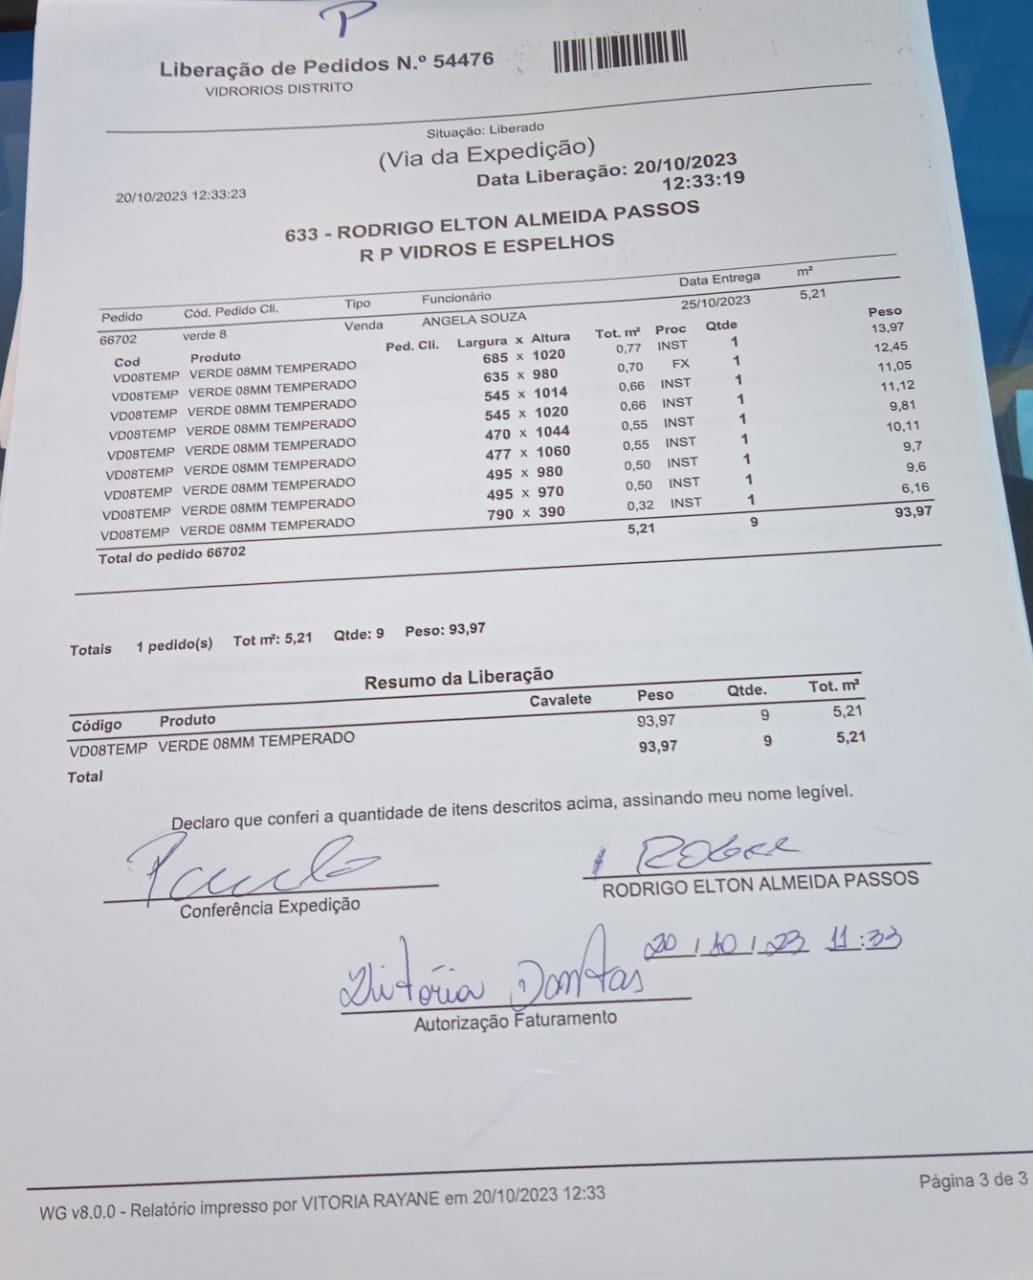 P
Liberação de Pedidos N.º 54476
VIDRORIOS DISTRITO
Situação: Liberado
(Via da Expedição)
20/10/2023 12:33:23 Data Liberação: 20/10/2023
12:33:19
633 - RODRIGO ELTON ALMEIDA PASSOS
R P VIDROS E ESPELHOS
Pedido Cód. Pedido Cli. Tipo Funcionário Data Entrega m²
66702 verde 8 Venda ANGELA SOUZA 25/10/2023 5,21
Cod Produto Ped. Cli. Largura x Altura Tot. m² Proc Qtde Peso
VD08TEMP VERDE 08MM TEMPERADO 685 x 1020 0,77 INST 1 13,97
VD08TEMP VERDE 08MM TEMPERADO 635 x 980 0,70 FX 1 12,45
VD08TEMP VERDE 08MM TEMPERADO 545 x 1014 0,66 INST 1 11,05
VD08TEMP VERDE 08MM TEMPERADO 545 x 1020 0,66 INST 1 11,12
VD08TEMP VERDE 08MM TEMPERADO 470 x 1044 0,55 INST 1 9,81
VD08TEMP VERDE 08MM TEMPERADO 477 x 1060 0,55 INST 1 10,11
VD08TEMP VERDE 08MM TEMPERADO 495 x 980 0,50 INST 1 9,7
VD08TEMP VERDE 08MM TEMPERADO 495 x 970 0,50 INST 1 9,6
VD08TEMP VERDE 08MM TEMPERADO 790 x 390 0,32 INST 1 6,16
Total do pedido 66702 5,21 9 93,97
Totais 1 pedido(s) Tot m²: 5,21 Qtde: 9 Peso: 93,97
Resumo da Liberação
Código Produto Cavalete Peso Qtde. Tot. m²
VD08TEMP VERDE 08MM TEMPERADO 93,97 9 5,21
Total 93,97 9 5,21
Declaro que conferi a quantidade de itens descritos acima, assinando meu nome legível.
Paulo
Conferência Expedição RODRIGO ELTON ALMEIDA PASSOS
20/10/23 11:33
Vitória Dantas
Autorização Faturamento
WG v8.0.0 - Relatório impresso por VITORIA RAYANE em 20/10/2023 12:33 Página 3 de 3